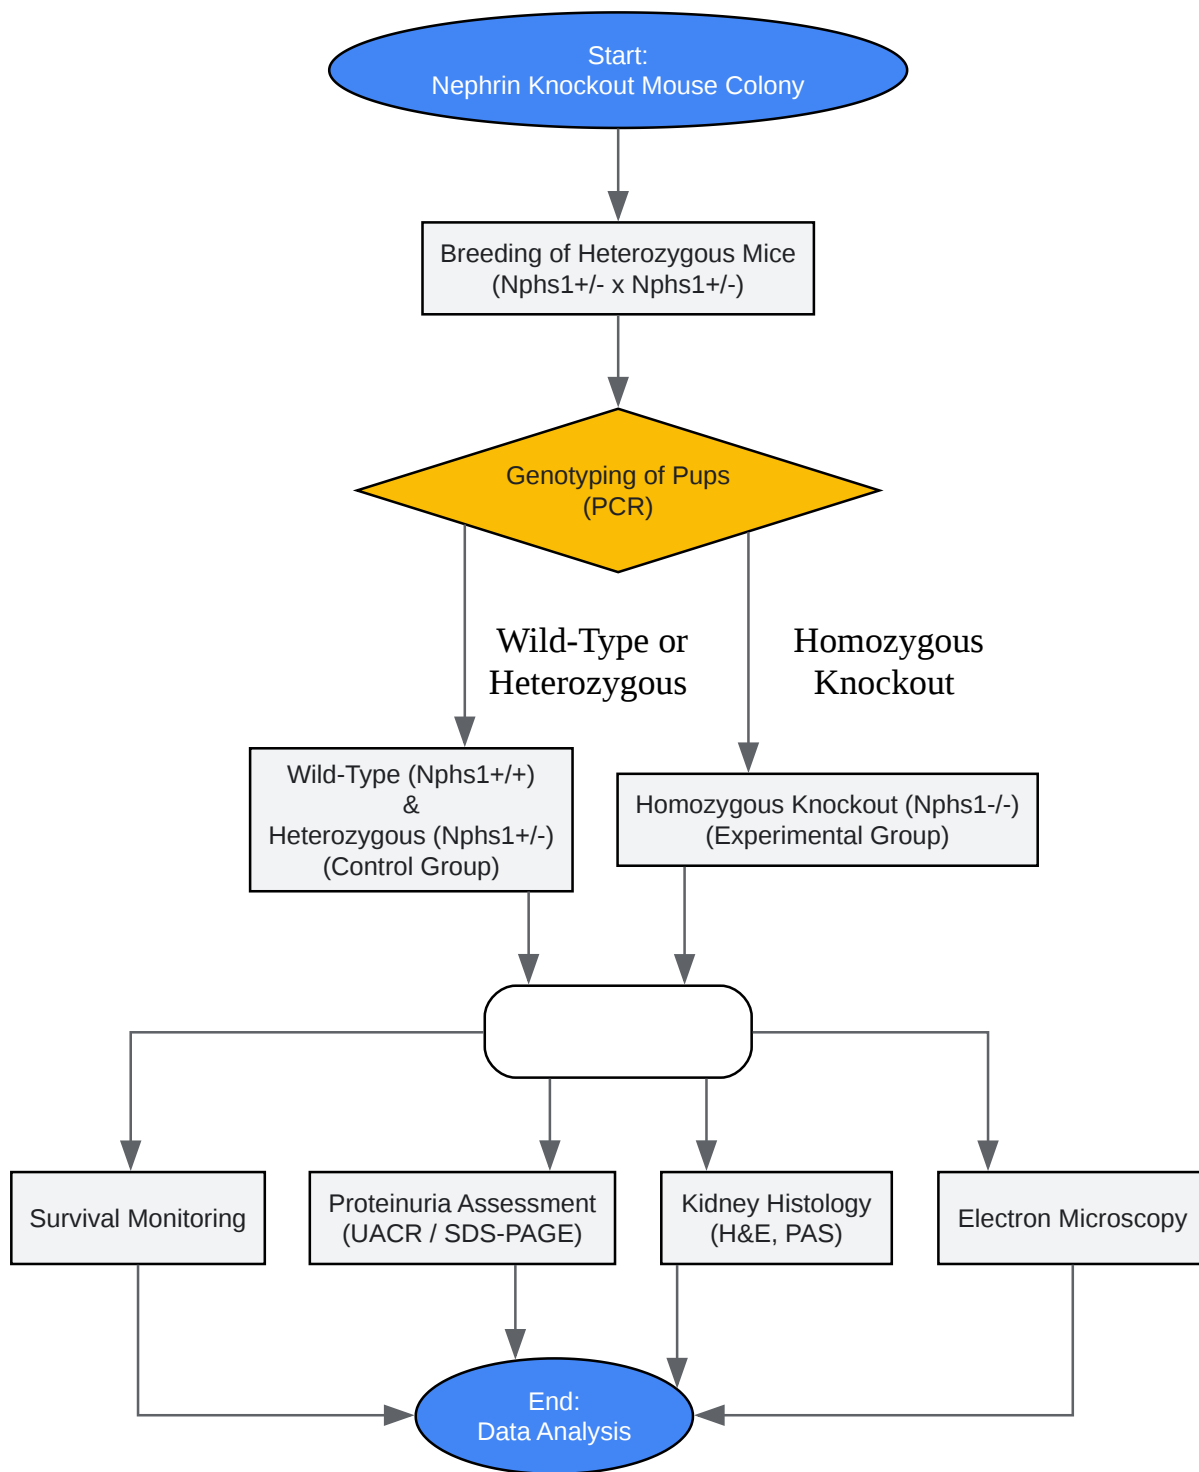 Start:
Nephrin Knockout Mouse Colony
Breeding of Heterozygous Mice
(Nphs1+/- x Nphs1+/-)
Genotyping of Pups
(PCR)
Wild-Type or
Heterozygous
Homozygous
Knockout
Wild-Type (Nphs1+/+)
&
Heterozygous (Nphs1+/-)
(Control Group)
Homozygous Knockout (Nphs1-/-)
(Experimental Group)
Survival Monitoring
Proteinuria Assessment
(UACR / SDS-PAGE)
Kidney Histology
(H&E, PAS)
Electron Microscopy
End:
Data Analysis